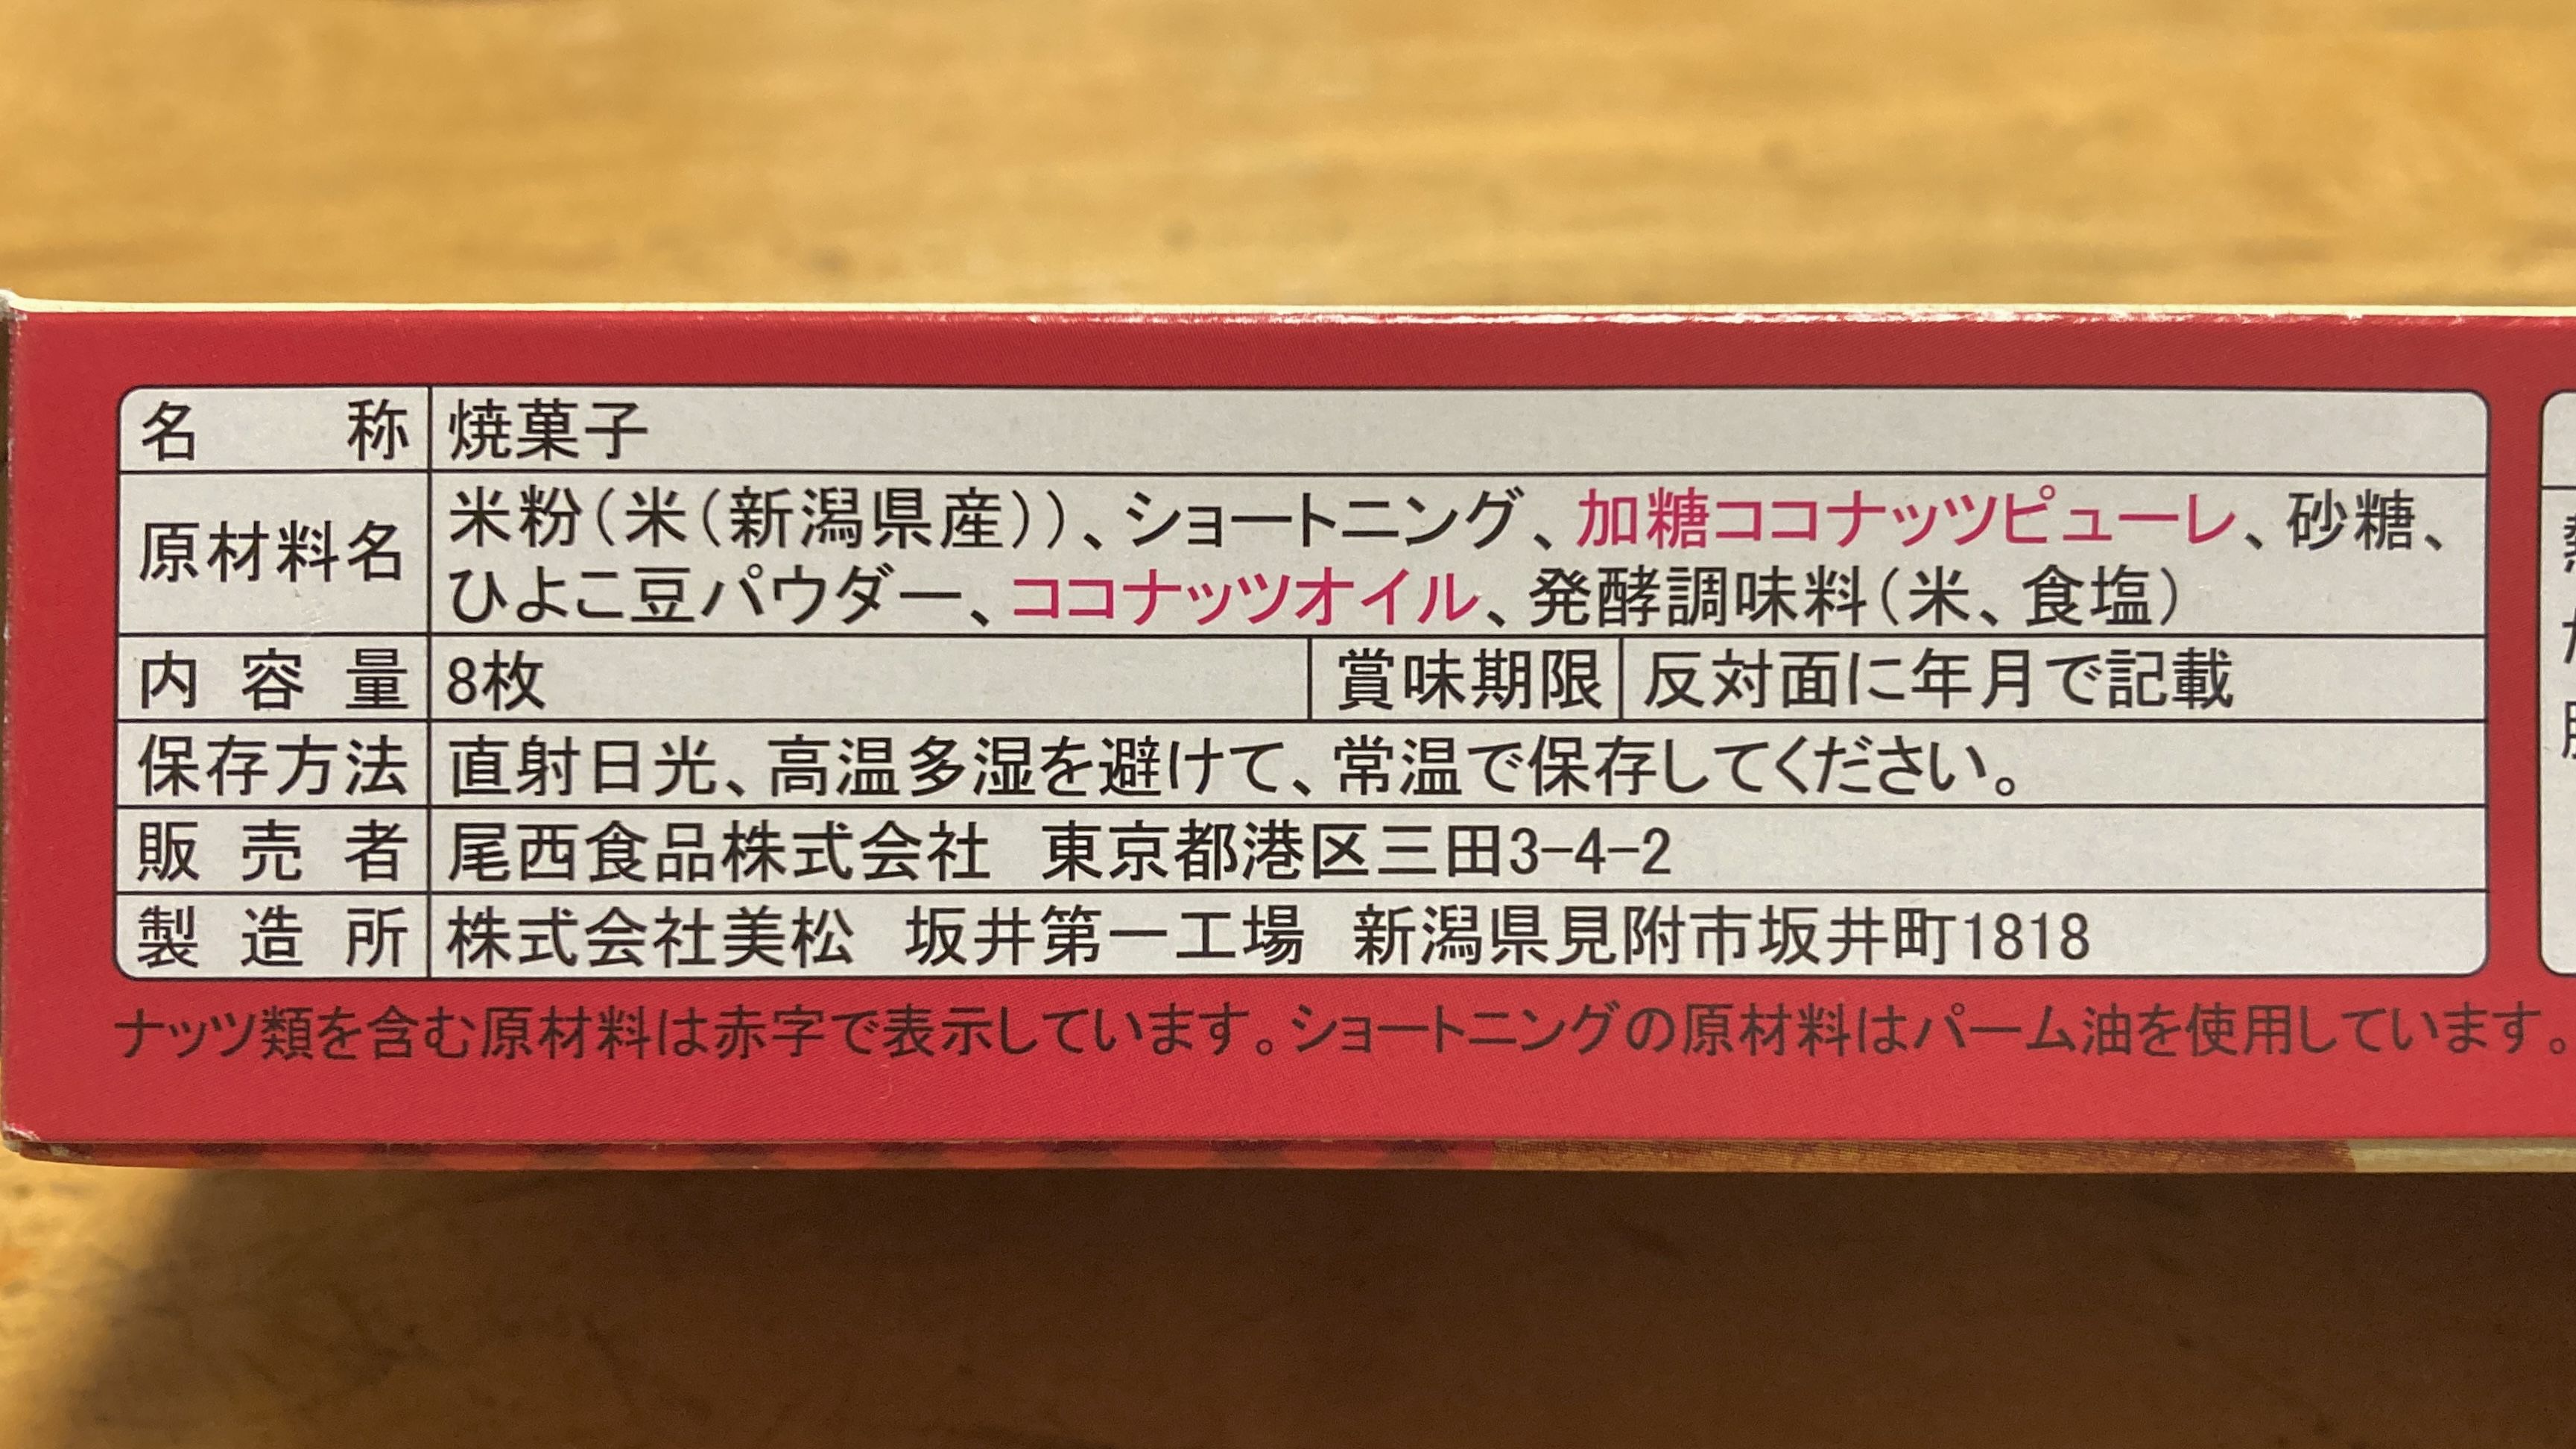 名称 焼菓子
原材料名 米粉(米(新潟県産))、ショートニング、加糖ココナッツピューレ、砂糖、
ひよこ豆パウダー、ココナッツオイル、発酵調味料(米、食塩)
内容量 8枚 賞味期限 反対面に年月で記載
保存方法 直射日光、高温多湿を避けて、常温で保存してください。
販売者 尾西食品株式会社 東京都港区三田3-4-2
製造所 株式会社美松 坂井第一工場 新潟県見附市坂井町1818
ナッツ類を含む原材料は赤字で表示しています。ショートニングの原材料はパーム油を使用しています。